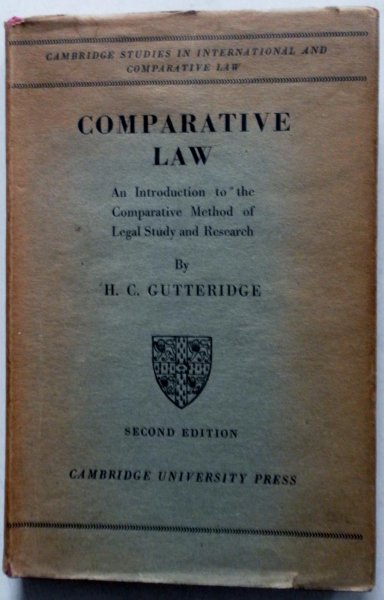 CAMBRIDGE STUDIES IN INTERNATIONAL AND
COMPARATIVE LAW
COMPARATIVE
LAW
An Introduction to the
Comparative Method of
Legal Study and Research
By
H. C. GUTTERIDGE
SECOND EDITION
CAMBRIDGE UNIVERSITY PRESS